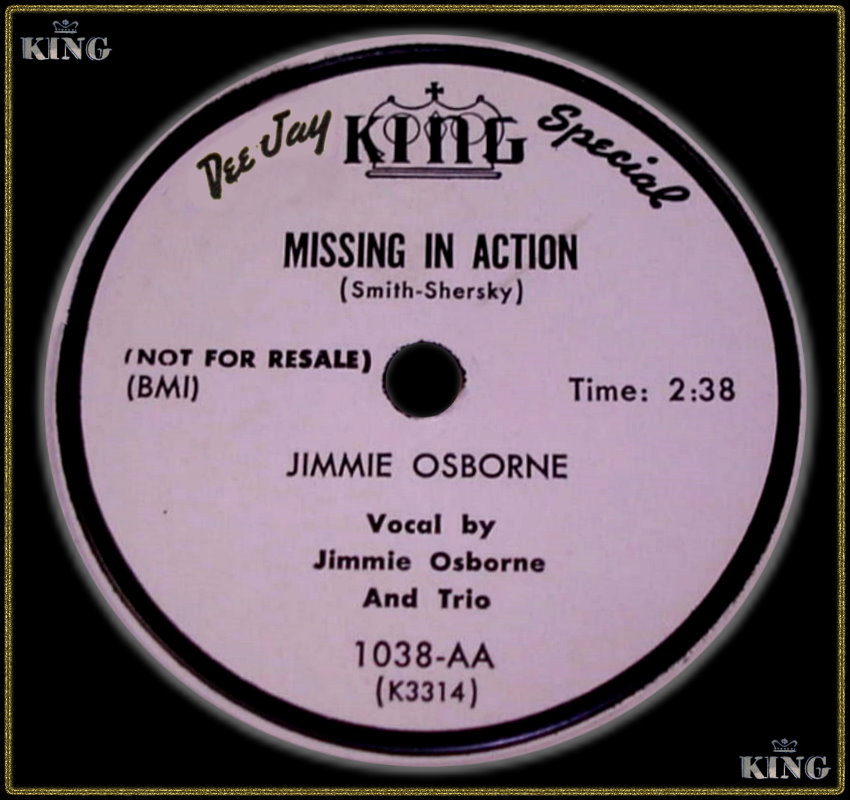 KING
Dee Jay KING Special
MISSING IN ACTION
(Smith-Shersky)
(NOT FOR RESALE)
(BMI)
Time: 2:38
JIMMIE OSBORNE
Vocal by
Jimmie Osborne
And Trio
1038-AA
(K3314)
KING